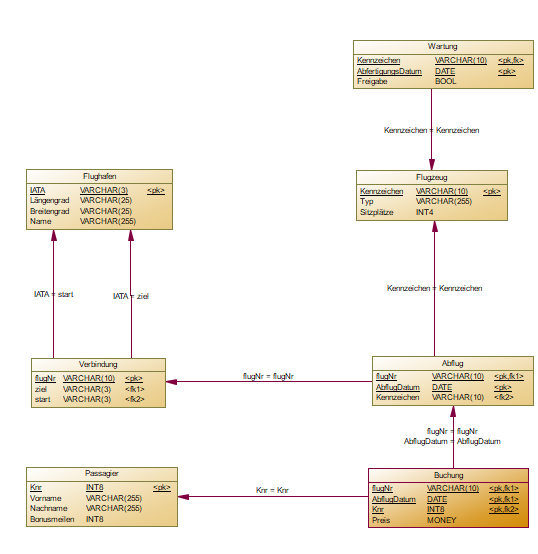 Wartung
Kennzeichen VARCHAR(10) <pk,fk>
AbfertigungsDatum DATE <pk>
Freigabe BOOL
Kennzeichen = Kennzeichen
Flughafen
IATA VARCHAR(3) <pk>
Längengrad VARCHAR(25)
Breitengrad VARCHAR(25)
Name VARCHAR(255)
Flugzeug
Kennzeichen VARCHAR(10) <pk>
Typ VARCHAR(255)
Sitzplätze INT4
IATA = start
IATA = ziel
Kennzeichen = Kennzeichen
Verbindung
flugNr VARCHAR(10) <pk>
ziel VARCHAR(3) <fk1>
start VARCHAR(3) <fk2>
flugNr = flugNr
Abflug
flugNr VARCHAR(10) <pk,fk1>
AbflugDatum DATE <pk>
Kennzeichen VARCHAR(10) <fk2>
flugNr = flugNr
AbflugDatum = AbflugDatum
Passagier
Knr INT8 <pk>
Vorname VARCHAR(255)
Nachname VARCHAR(255)
Bonusmeilen INT8
Knr = Knr
Buchung
flugNr VARCHAR(10) <pk,fk1>
AbflugDatum DATE <pk,fk1>
Knr INT8 <pk,fk2>
Preis MONEY